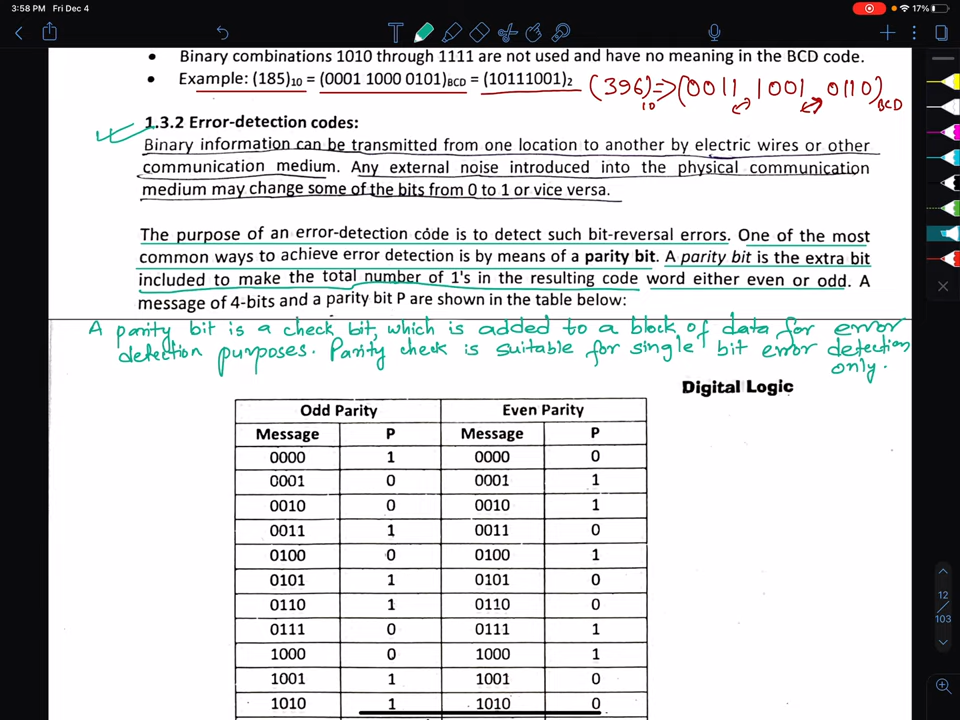 3:58 PM Fri Dec 4
17%
• Binary combinations 1010 through 1111 are not used and have no meaning in the BCD code.
• Example: (185)10 = (0001 1000 0101)BCD = (10111001)2 (396)10 => (0011 1001 0110)BCD
1.3.2 Error-detection codes:
Binary information can be transmitted from one location to another by electric wires or other
communication medium. Any external noise introduced into the physical communication
medium may change some of the bits from 0 to 1 or vice versa.
The purpose of an error-detection code is to detect such bit-reversal errors. One of the most
common ways to achieve error detection is by means of a parity bit. A parity bit is the extra bit
included to make the total number of 1's in the resulting code word either even or odd. A
message of 4-bits and a parity bit P are shown in the table below:
A parity bit is a check bit, which is added to a block of data for error
detection purposes. Parity check is suitable for single bit error detection
only.
Digital Logic
Odd Parity Even Parity
Message P Message P
0000 1 0000 0
0001 0 0001 1
0010 0 0010 1
0011 1 0011 0
0100 0 0100 1
0101 1 0101 0
0110 1 0110 0
0111 0 0111 1
1000 0 1000 1
1001 1 1001 0
1010 1 1010 0
12
103